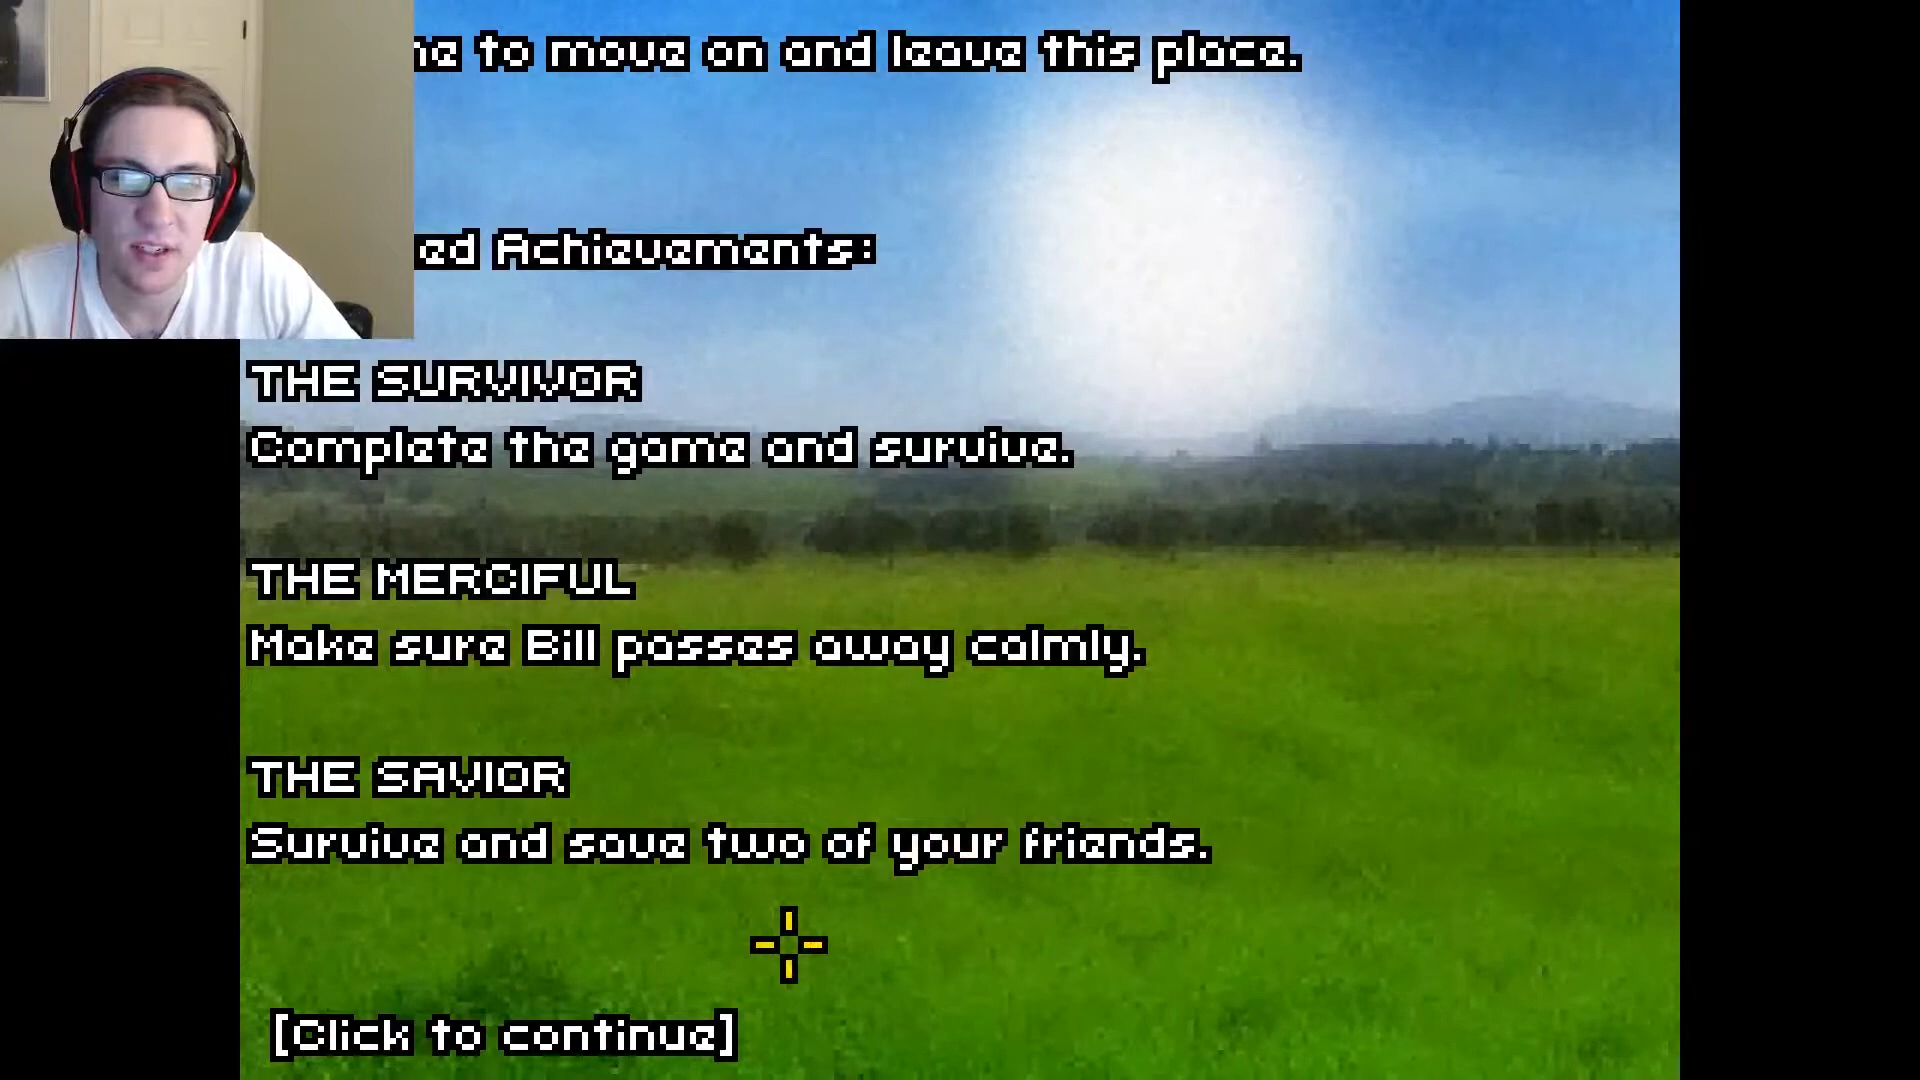 to move on and leave this place.
Achievements:
THE SURVIVOR
Complete the game and survive.
THE MERCIFUL
Make sure Bill passes away calmly.
THE SAVIOR
Survive and save two of your friends.
[Click to continue]